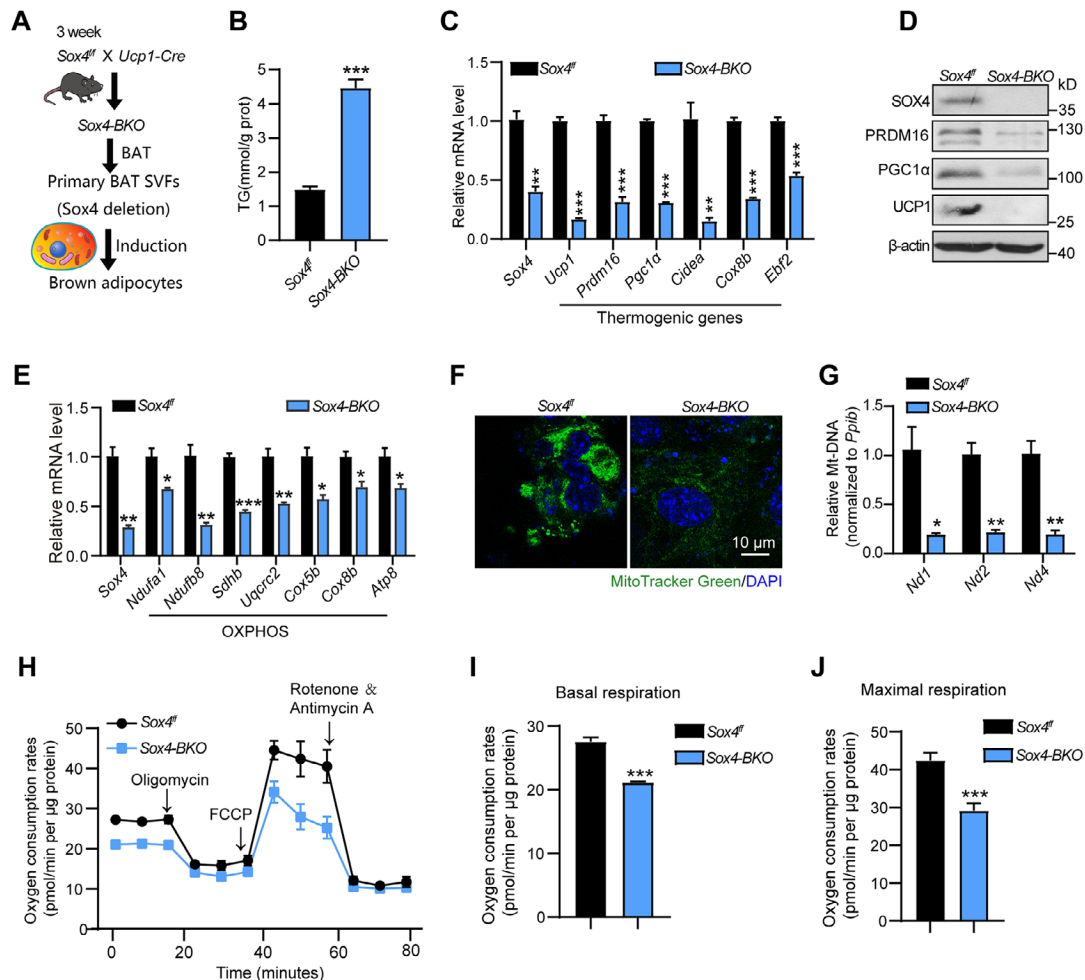 A
3 week
Sox4f/f X Ucp1-Cre
Sox4-BKO
BAT
Primary BAT SVFs
(Sox4 deletion)
Induction
Brown adipocytes
B
TG(mmol/g prot)
5
4
3
2
1
0
***
Sox4f/f
Sox4-BKO
C
Sox4f/f
Sox4-BKO
Relative mRNA level
1.5
1.0
0.5
0.0
**
***
***
***
**
***
***
Sox4
Ucp1
Prdm16
Pgc1α
Cidea
Cox8b
Ebf2
Thermogenic genes
D
Sox4f/f Sox4-BKO
kD
SOX4
35
PRDM16
130
PGC1α
100
UCP1
25
β-actin
40
E
Sox4f/f
Sox4-BKO
Relative mRNA level
1.5
1.0
0.5
0.0
**
*
**
***
**
*
*
*
Sox4
Ndufa1
Ndufb8
Sdhb
Uqcrc2
Cox5b
Cox8b
Atp8
OXPHOS
F
Sox4f/f
Sox4-BKO
10 µm
MitoTracker Green/DAPI
G
Sox4f/f
Sox4-BKO
Relative Mt-DNA
(normalized to Ppib)
1.5
1.0
0.5
0.0
*
**
**
Nd1
Nd2
Nd4
H
Rotenone &
Antimycin A
Sox4f/f
Sox4-BKO
Oligomycin
FCCP
Oxygen consumption rates
(pmol/min per µg protein)
50
40
30
20
10
0
0 20 40 60 80
Time (minutes)
I
Basal respiration
Sox4f/f
Sox4-BKO
Oxygen consumption rates
(pmol/min per µg protein)
30
20
10
0
***
J
Maximal respiration
Sox4f/f
Sox4-BKO
Oxygen consumption rates
(pmol/min per µg protein)
50
40
30
20
10
0
***